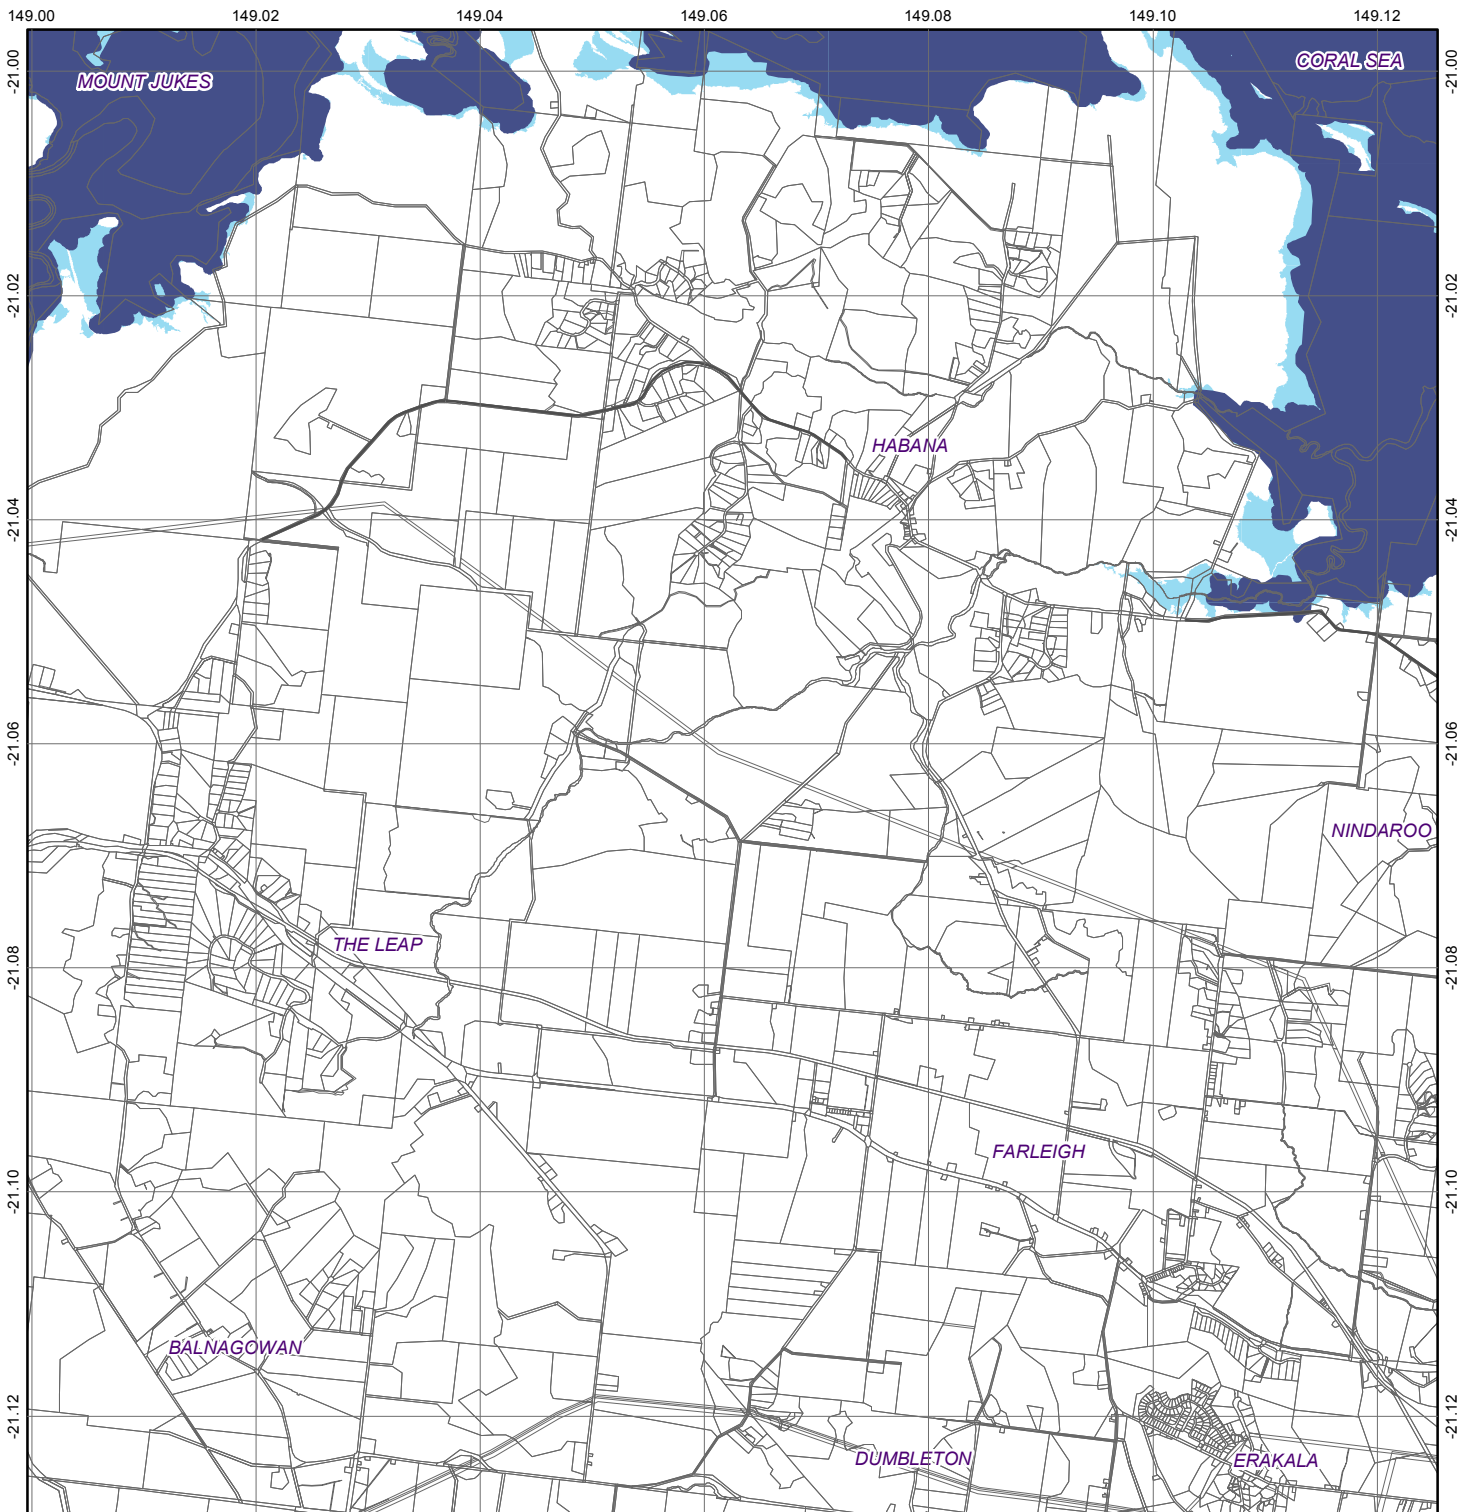 149.00 149.02 149.04 149.06 149.08 149.10 149.12
-21.00 -21.00
CORAL SEA
MOUNT JUKES
-21.02 -21.02
HABANA
-21.04 -21.04
-21.06 -21.06
NINDAROO
THE LEAP
-21.08 -21.08
FARLEIGH
-21.10 -21.10
BALNAGOWAN
-21.12 -21.12
DUMBLETON
ERAKALA